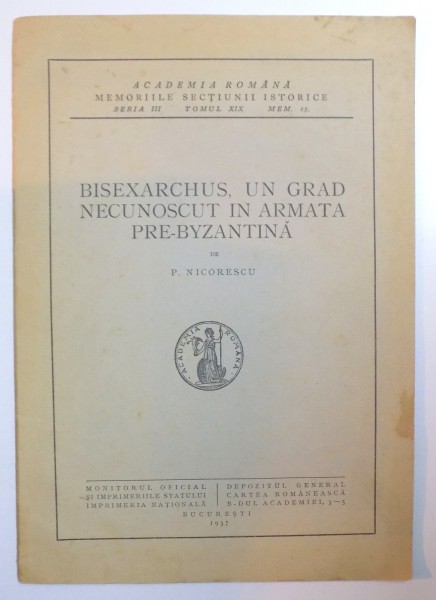 ACADEMIA ROMÂNĂ
MEMORIILE SECȚIUNII ISTORICE
SERIA III TOMUL XIX MEM. 15.
BISEXARCHUS, UN GRAD
NECUNOSCUT IN ARMATA
PRE-BYZANTINĂ
DE
P. NICORESCU
ACADEMIA ROMÂNĂ
MONITORUL OFICIAL
ȘI IMPRIMERIILE STATULUI
IMPRIMERIA NAȚIONALĂ
DEPOZITUL GENERAL
CARTEA ROMÂNEASCĂ
B-DUL ACADEMIEI, 3—5
BUCUREȘTI
1937